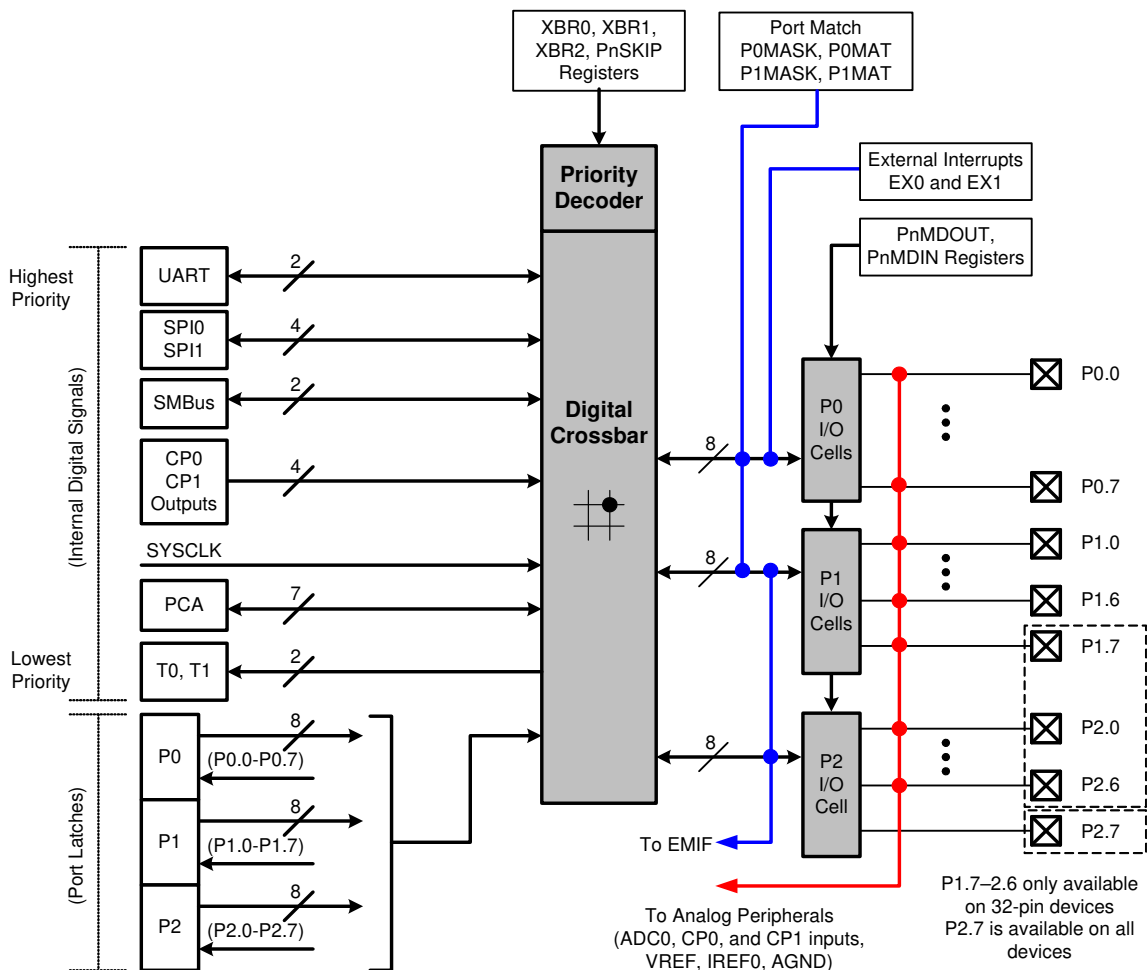 XBR0, XBR1,
XBR2, PnSKIP
Registers
Port Match
P0MASK, P0MAT
P1MASK, P1MAT
External Interrupts
EX0 and EX1
PnMDOUT,
PnMDIN Registers
Priority
Decoder
Digital
Crossbar
Highest
Priority
(Internal Digital Signals)
Lowest
Priority
UART
2
SPI0
SPI1
4
SMBus
2
CP0
CP1
Outputs
4
SYSCLK
PCA
7
T0, T1
2
(Port Latches)
P0
8
(P0.0-P0.7)
P1
8
(P1.0-P1.7)
P2
8
(P2.0-P2.7)
8
P0
I/O
Cells
8
P1
I/O
Cells
8
P2
I/O
Cell
P0.0
P0.7
P1.0
P1.6
P1.7
P2.0
P2.6
P2.7
To EMIF
To Analog Peripherals
(ADC0, CP0, and CP1 inputs,
VREF, IREF0, AGND)
P1.7–2.6 only available
on 32-pin devices
P2.7 is available on all
devices